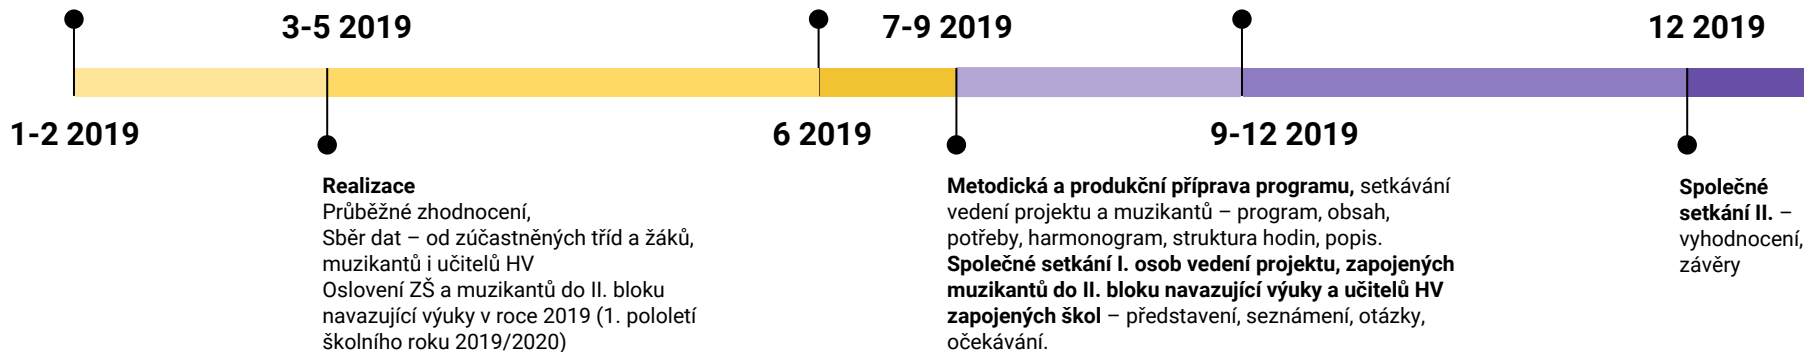 3-5 2019
7-9 2019
12 2019
1-2 2019
6 2019
9-12 2019
Realizace
Průběžné zhodnocení,
Sběr dat – od zúčastněných tříd a žáků,
muzikantů i učitelů HV
Oslovení ZŠ a muzikantů do II. bloku
navazující výuky v roce 2019 (1. pololetí
školního roku 2019/2020)
Metodická a produkční příprava programu, setkávání
vedení projektu a muzikantů – program, obsah,
potřeby, harmonogram, struktura hodin, popis.
Společné setkání I. osob vedení projektu, zapojených
muzikantů do II. bloku navazující výuky a učitelů HV
zapojených škol – představení, seznámení, otázky,
očekávání.
Společné
setkání II. –
vyhodnocení,
závěry